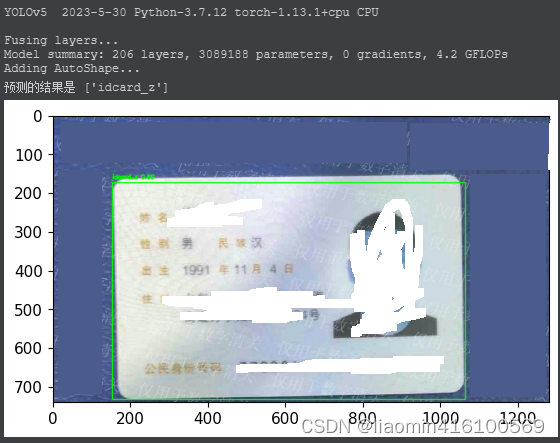 YOLOv5 2023-5-30 Python-3.7.12 torch-1.13.1+cpu CPU
Fusing layers...
Model summary: 206 layers, 3089188 parameters, 0 gradients, 4.2 GFLOPs
Adding AutoShape...
预测的结果是 ['idcard_z']
0
100
200
300
400
500
600
700
姓 名
性 别 男 民 族 汉
出 生 1991 年 11 月 4 日
住
号
公民身份号码
0 200 400 600 800 1000 1200
CSDN @liaomin416100569